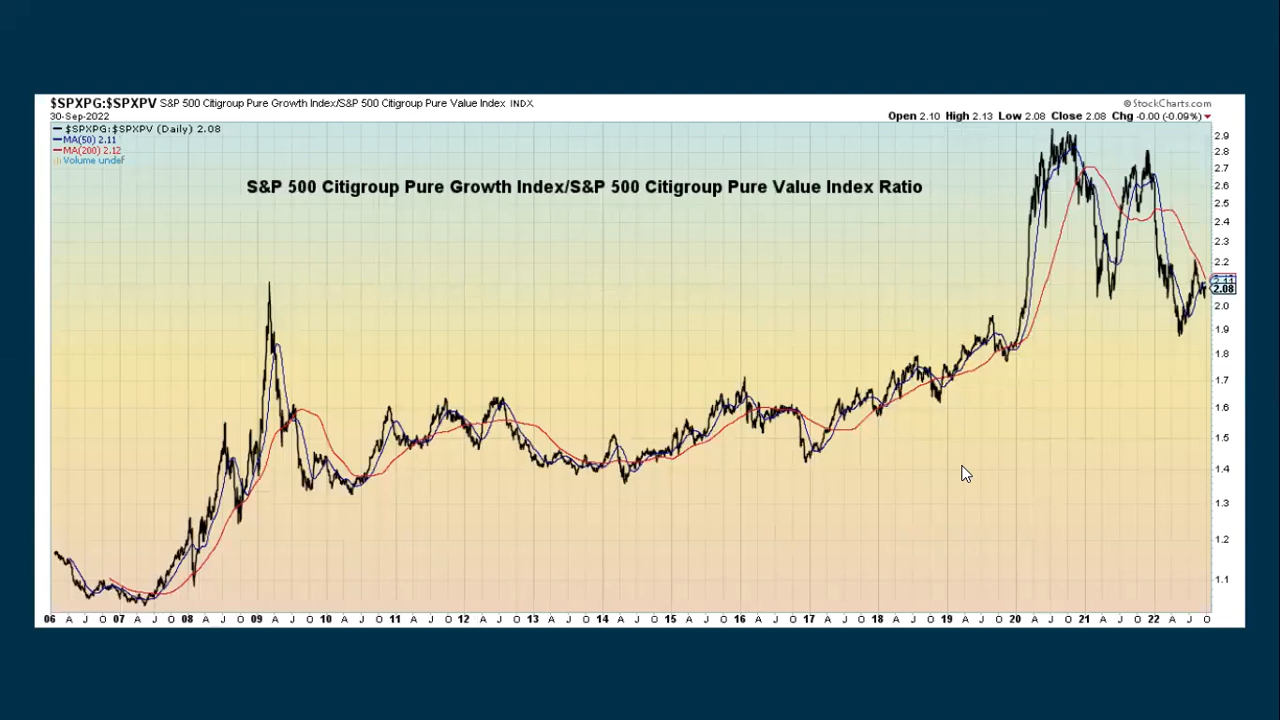 $SPXPG:$SPXPV S&P 500 Citigroup Pure Growth Index/S&P 500 Citigroup Pure Value Index INDX © StockCharts.com
30-Sep-2022 Open 2.10 High 2.13 Low 2.08 Close 2.08 Chg -0.00 (-0.09%)
$SPXPG:$SPXPV (Daily) 2.08
MA(50) 2.11
MA(200) 2.12
Volume undef
S&P 500 Citigroup Pure Growth Index/S&P 500 Citigroup Pure Value Index Ratio
2.9
2.8
2.7
2.6
2.5
2.4
2.3
2.2
2.11
2.08
2.0
1.9
1.8
1.7
1.6
1.5
1.4
1.3
1.2
1.1
06 A J O 07 A J O 08 A J O 09 A J O 10 A J O 11 A J O 12 A J O 13 A J O 14 A J O 15 A J O 16 A J O 17 A J O 18 A J O 19 A J O 20 A J O 21 A J O 22 A J O